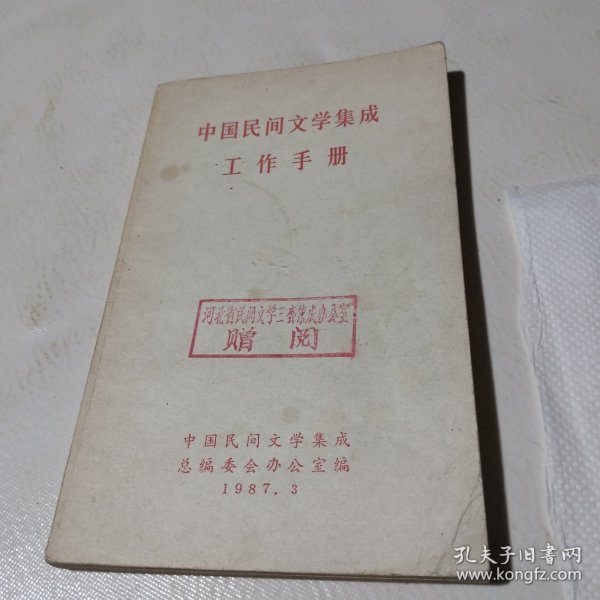 中国民间文学集成
工作手册
河北省民间文学三套集成办公室
赠阅
中国民间文学集成
总编委会办公室编
1987.3
孔夫子旧书网
www.kongfz.com